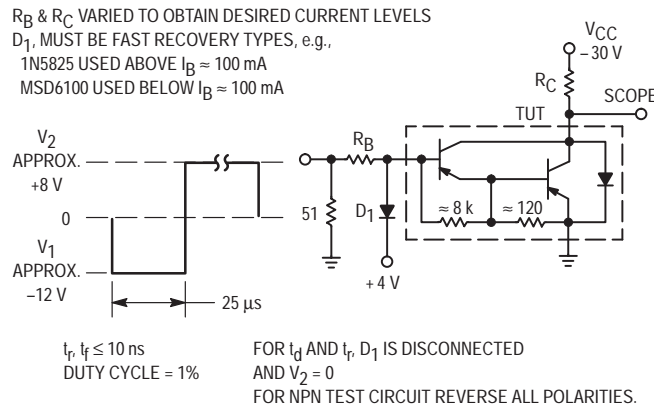 R_B & R_C VARIED TO OBTAIN DESIRED CURRENT LEVELS
D_1, MUST BE FAST RECOVERY TYPES, e.g.,
1N5825 USED ABOVE I_B ≈ 100 mA
MSD6100 USED BELOW I_B ≈ 100 mA
V_CC
– 30 V
R_C
SCOPE
TUT
V_2
APPROX.
+8 V
0
V_1
APPROX.
–12 V
25 µs
R_B
51
D_1
+ 4 V
≈ 8 k
≈ 120
t_r, t_f ≤ 10 ns
DUTY CYCLE = 1%
FOR t_d AND t_r, D_1 IS DISCONNECTED
AND V_2 = 0
FOR NPN TEST CIRCUIT REVERSE ALL POLARITIES.